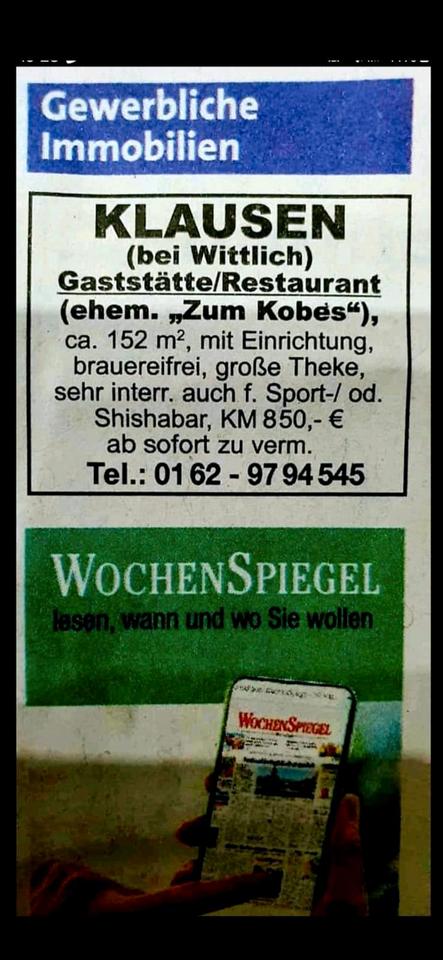 Gewerbliche
Immobilien
KLAUSEN
(bei Wittlich)
Gaststätte/Restaurant
(ehem. „Zum Kobes“),
ca. 152 m², mit Einrichtung,
brauereifrei, große Theke,
sehr interr. auch f. Sport-/ od.
Shishabar, KM 850,- €
ab sofort zu verm.
Tel.: 01 62 - 97 94 545
WOCHENSPIEGEL
lesen, wann und wo Sie wollen
WOCHENSPIEGEL